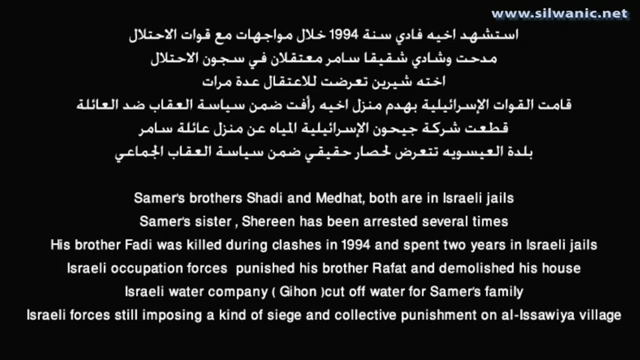 www.silwanic.net
استشهد اخيه فادي سنة 1994 خلال مواجهات مع قوات الاحتلال
مدحت وشادي شقيقا سامر معتقلان في سجون الاحتلال
اخته شيرين تعرضت للاعتقال عدة مرات
قامت القوات الإسرائيلية بهدم منزل اخيه رأفت ضمن سياسة العقاب ضد العائلة
قطعت شركة جيحون الإسرائيلية المياه عن منزل عائلة سامر
بلدة العيسويه تتعرض لحصار حقيقي ضمن سياسة العقاب الجماعي
Samer's brothers Shadi and Medhat, both are in Israeli jails
Samer's sister , Shereen has been arrested several times
His brother Fadi was killed during clashes in 1994 and spent two years in Israeli jails
Israeli occupation forces  punished his brother Rafat and demolished his house
Israeli water company ( Gihon )cut off water for Samer's family
Israeli forces still imposing a kind of siege and collective punishment on al-Issawiya village